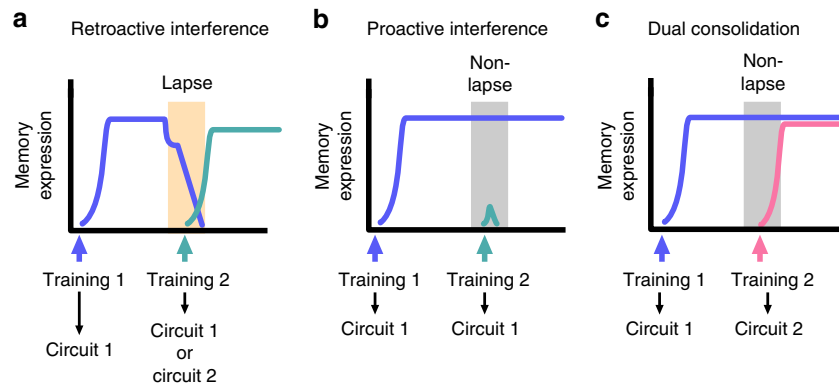 a
Retroactive interference
Lapse
Memory
expression
Training 1
Training 2
Circuit 1
Circuit 1
or
circuit 2
b
Proactive interference
Non-
lapse
Memory
expression
Training 1
Training 2
Circuit 1
Circuit 1
c
Dual consolidation
Non-
lapse
Memory
expression
Training 1
Training 2
Circuit 1
Circuit 2